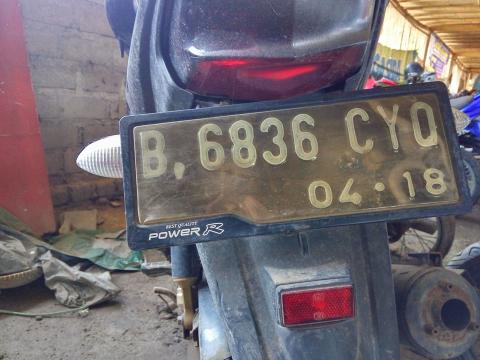 B 6836 CYQ
04 · 18
BEST QUALITY
POWER R